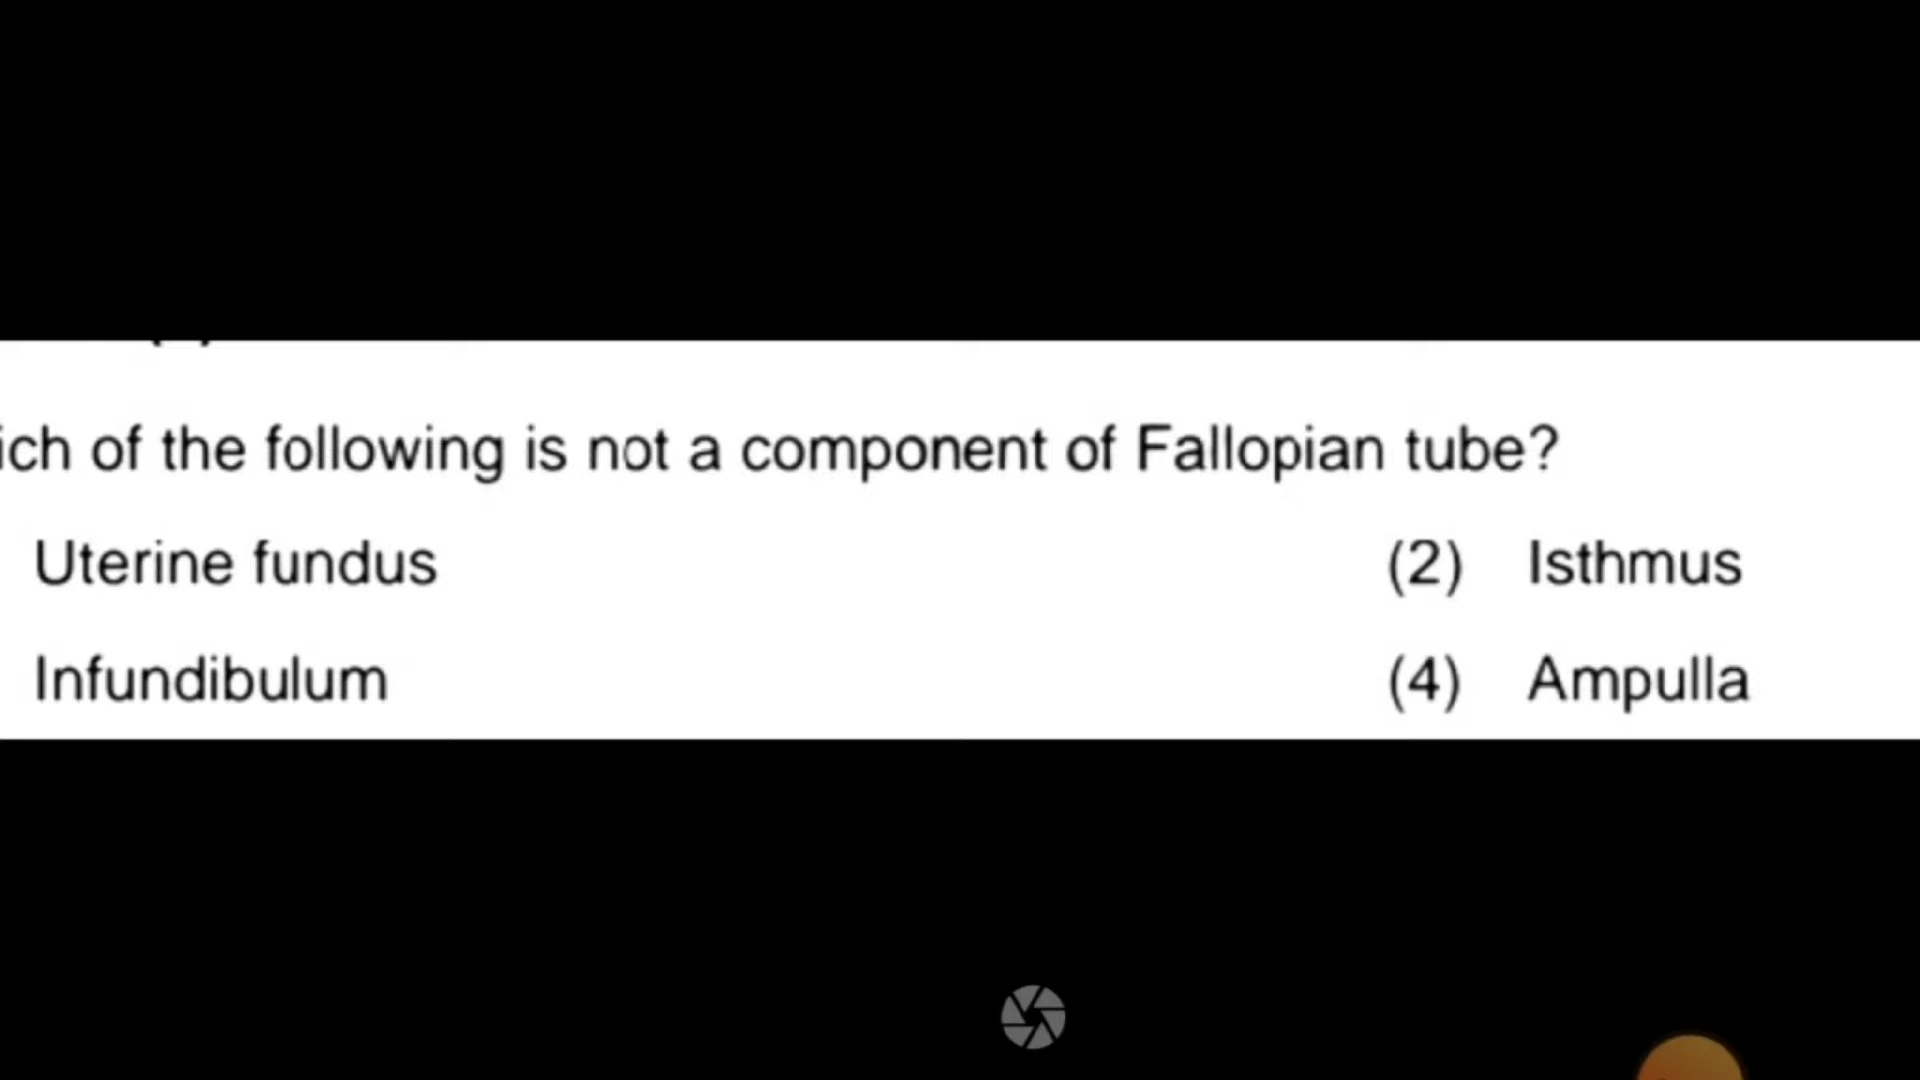 ich of the following is not a component of Fallopian tube?
Uterine fundus (2) Isthmus
Infundibulum (4) Ampulla